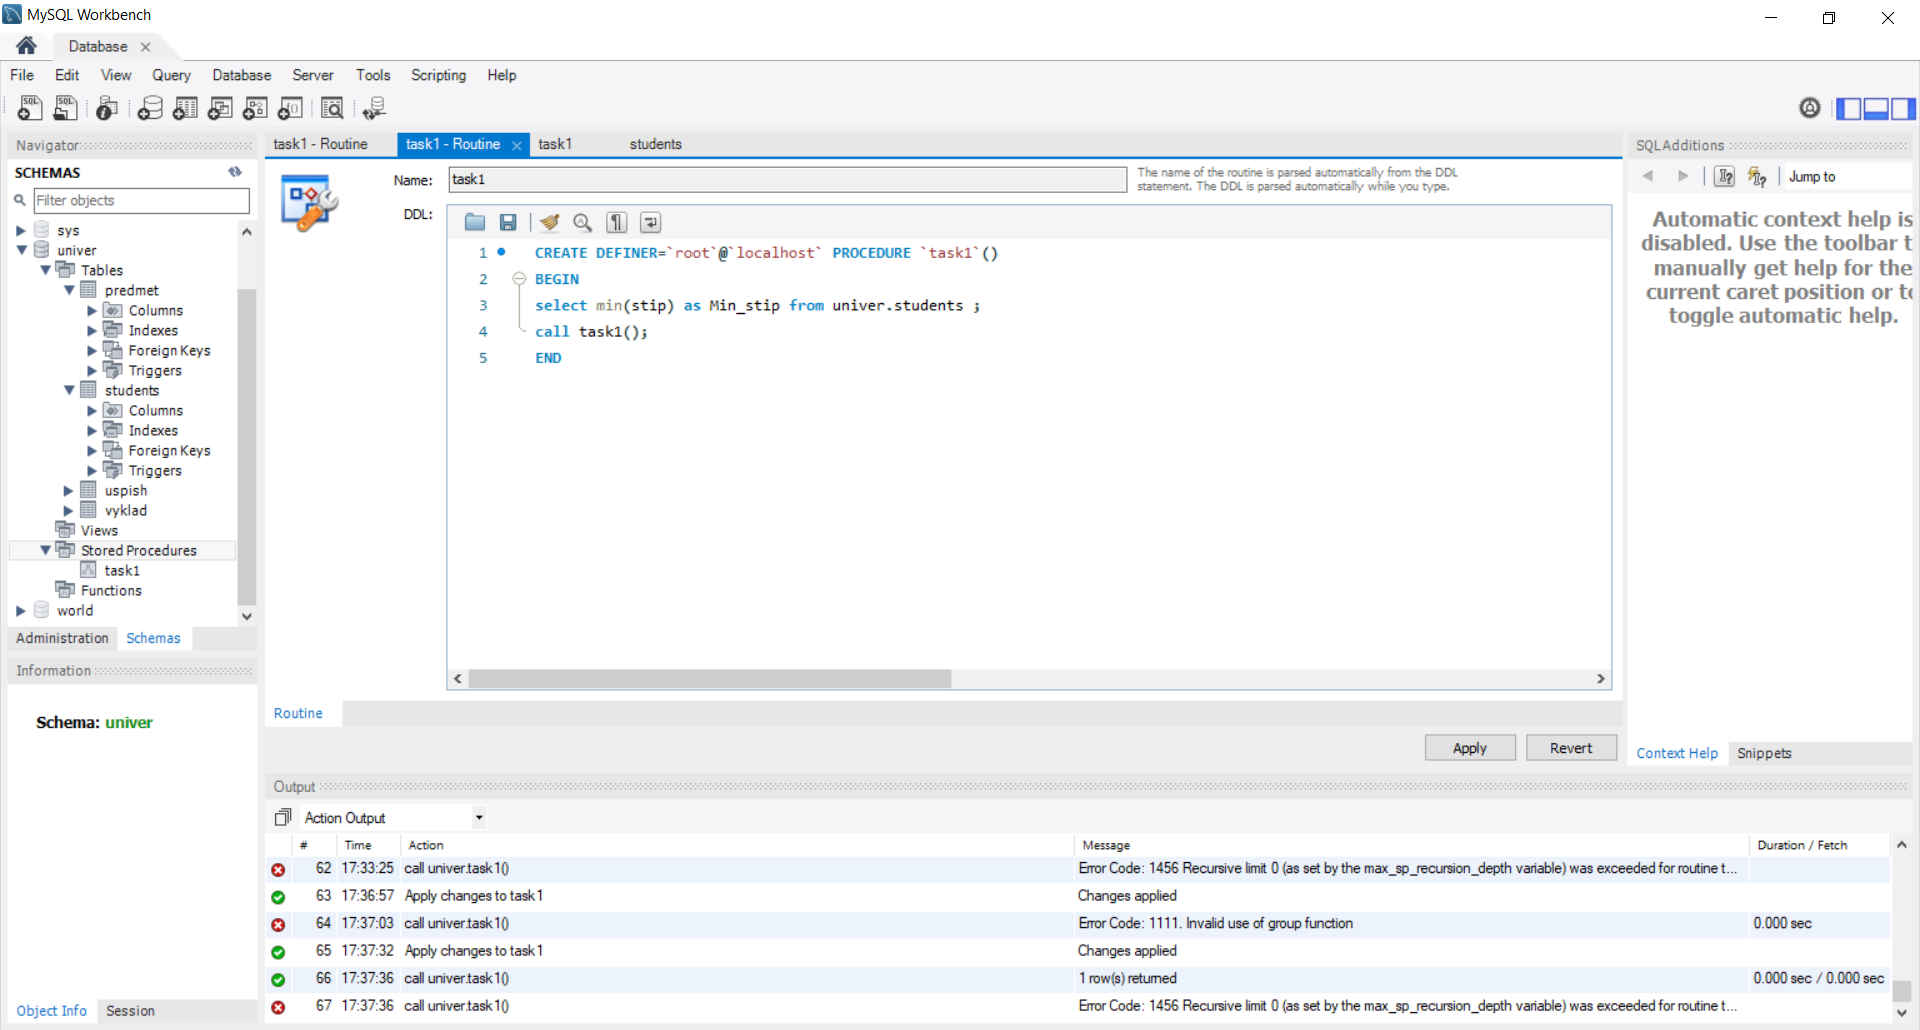 MySQL Workbench
Database
File Edit View Query Database Server Tools Scripting Help
Navigator
SCHEMAS
Filter objects
sys
univer
Tables
predmet
Columns
Indexes
Foreign Keys
Triggers
students
Columns
Indexes
Foreign Keys
Triggers
uspish
vyklad
Views
Stored Procedures
task1
Functions
world
Administration Schemas
Information
Schema: univer
Object Info Session
task1 - Routine task1 - Routine task1 students
Name: task1
The name of the routine is parsed automatically from the DDL
statement. The DDL is parsed automatically while you type.
DDL:
1 CREATE DEFINER=`root`@`localhost` PROCEDURE `task1`()
2 BEGIN
3 select min(stip) as Min_stip from univer.students ;
4 call task1();
5 END
Routine
Apply Revert
SQLAdditions
Jump to
Automatic context help is
disabled. Use the toolbar t
manually get help for the
current caret position or to
toggle automatic help.
Context Help Snippets
Output
Action Output
# Time Action Message Duration / Fetch
62 17:33:25 call univer.task1() Error Code: 1456 Recursive limit 0 (as set by the max_sp_recursion_depth variable) was exceeded for routine t...
63 17:36:57 Apply changes to task1 Changes applied
64 17:37:03 call univer.task1() Error Code: 1111. Invalid use of group function 0.000 sec
65 17:37:32 Apply changes to task1 Changes applied
66 17:37:36 call univer.task1() 1 row(s) returned 0.000 sec / 0.000 sec
67 17:37:36 call univer.task1() Error Code: 1456 Recursive limit 0 (as set by the max_sp_recursion_depth variable) was exceeded for routine t...